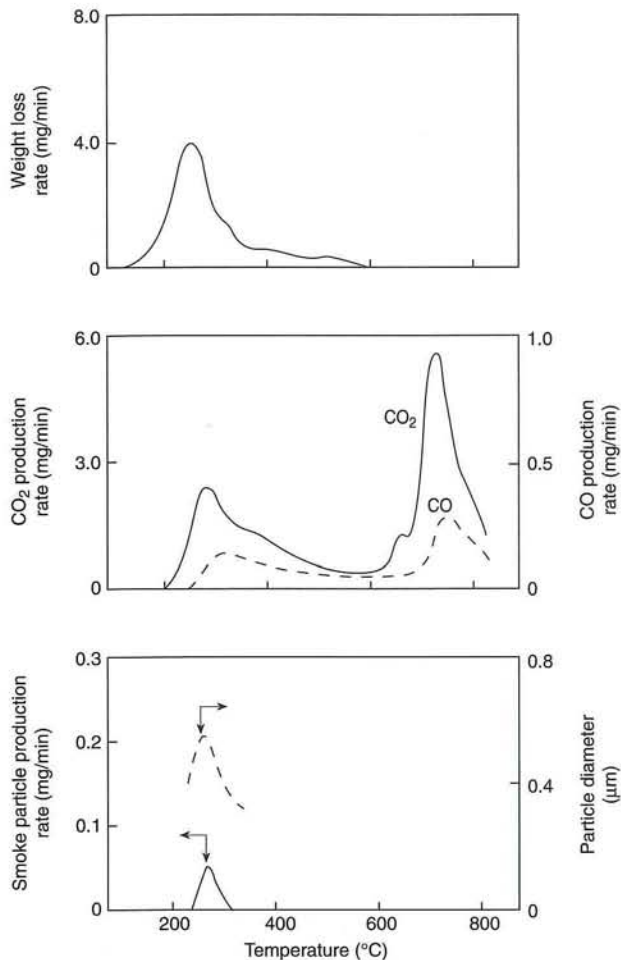 8.0
4.0
0
Weight loss
rate (mg/min)
6.0
3.0
0
CO₂ production
rate (mg/min)
CO₂
CO
1.0
0.5
0
CO production
rate (mg/min)
0.3
0.2
0.1
0
Smoke particle production
rate (mg/min)
0.8
0.4
0
Particle diameter
(μm)
200 400 600 800
Temperature (°C)